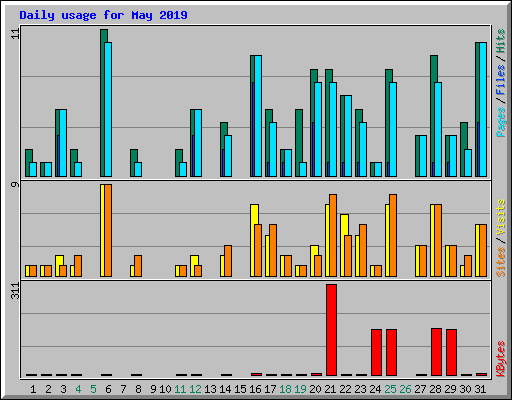 Daily usage for May 2019
11
Pages / Files / Hits
9
Sites / Visits
311
KBytes
1 2 3 4 5 6 7 8 9 10 11 12 13 14 15 16 17 18 19 20 21 22 23 24 25 26 27 28 29 30 31